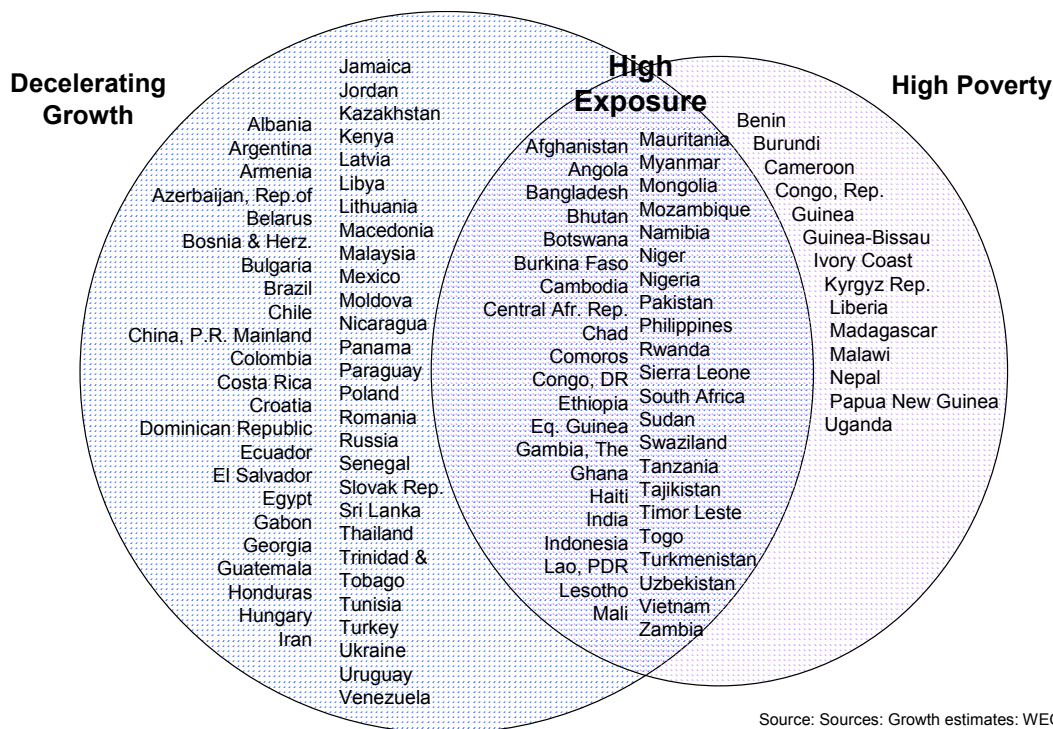 Decelerating
Growth
High
Exposure
High Poverty
Albania
Argentina
Armenia
Azerbaijan, Rep.of
Belarus
Bosnia & Herz.
Bulgaria
Brazil
Chile
China, P.R. Mainland
Colombia
Costa Rica
Croatia
Dominican Republic
Ecuador
El Salvador
Egypt
Gabon
Georgia
Guatemala
Honduras
Hungary
Iran
Jamaica
Jordan
Kazakhstan
Kenya
Latvia
Libya
Lithuania
Macedonia
Malaysia
Mexico
Moldova
Nicaragua
Panama
Paraguay
Poland
Romania
Russia
Senegal
Slovak Rep.
Sri Lanka
Thailand
Trinidad &
Tobago
Tunisia
Turkey
Ukraine
Uruguay
Venezuela
Afghanistan
Angola
Bangladesh
Bhutan
Botswana
Burkina Faso
Cambodia
Central Afr. Rep.
Chad
Comoros
Congo, DR
Ethiopia
Eq. Guinea
Gambia, The
Ghana
Haiti
India
Indonesia
Lao, PDR
Lesotho
Mali
Mauritania
Myanmar
Mongolia
Mozambique
Namibia
Niger
Nigeria
Pakistan
Philippines
Rwanda
Sierra Leone
South Africa
Sudan
Swaziland
Tanzania
Tajikistan
Timor Leste
Togo
Turkmenistan
Uzbekistan
Vietnam
Zambia
Benin
Burundi
Cameroon
Congo, Rep.
Guinea
Guinea-Bissau
Ivory Coast
Kyrgyz Rep.
Liberia
Madagascar
Malawi
Nepal
Papua New Guinea
Uganda
Source: Sources: Growth estimates: